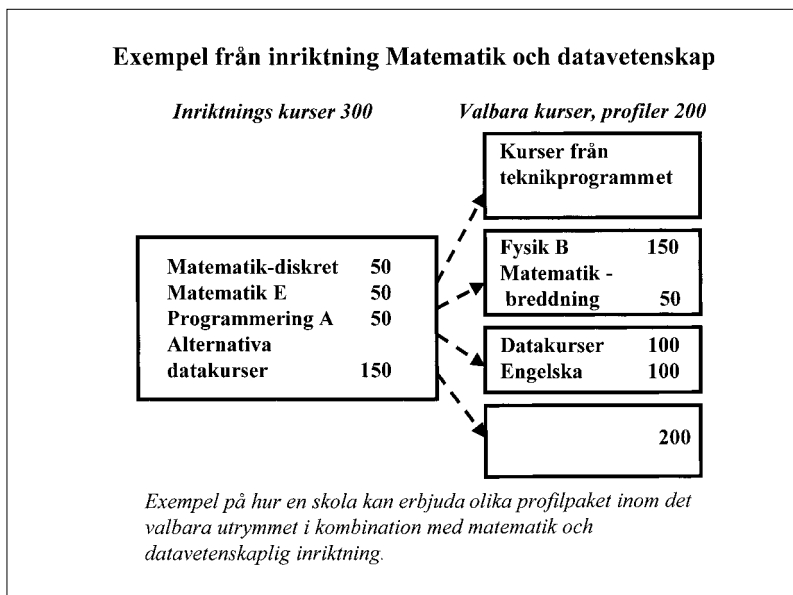 Exempel från inriktning Matematik och datavetenskap
Inriktnings kurser 300
Valbara kurser, profiler 200
Matematik-diskret 50
Matematik E 50
Programmering A 50
Alternativa
datakurser 150
Kurser från
teknikprogrammet
Fysik B 150
Matematik -
breddning 50
Datakurser 100
Engelska 100
200
Exempel på hur en skola kan erbjuda olika profilpaket inom det
valbara utrymmet i kombination med matematik och
datavetenskaplig inriktning.